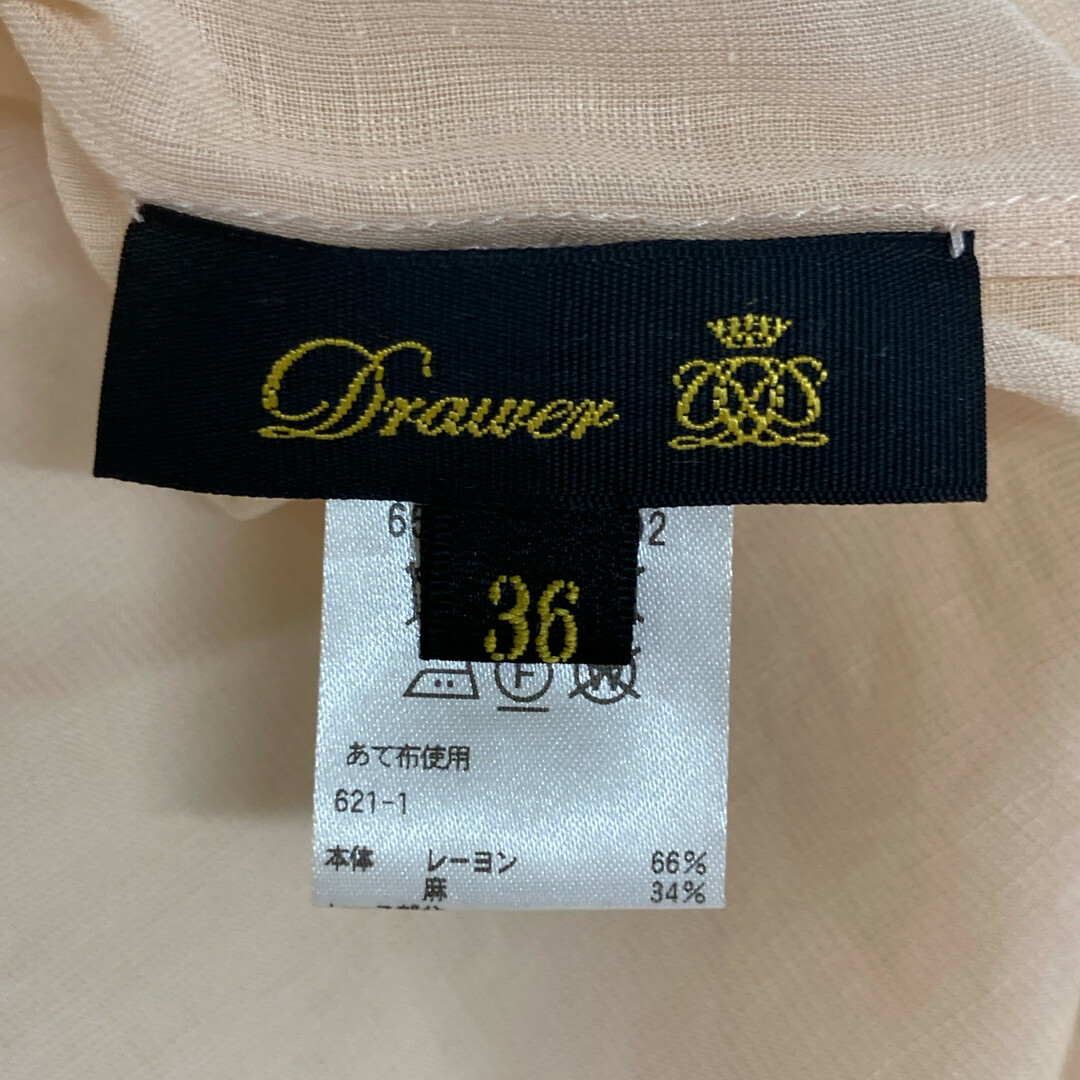 Drawer
36
あて布使用
621-1
本体 レーヨン 66%
麻 34%